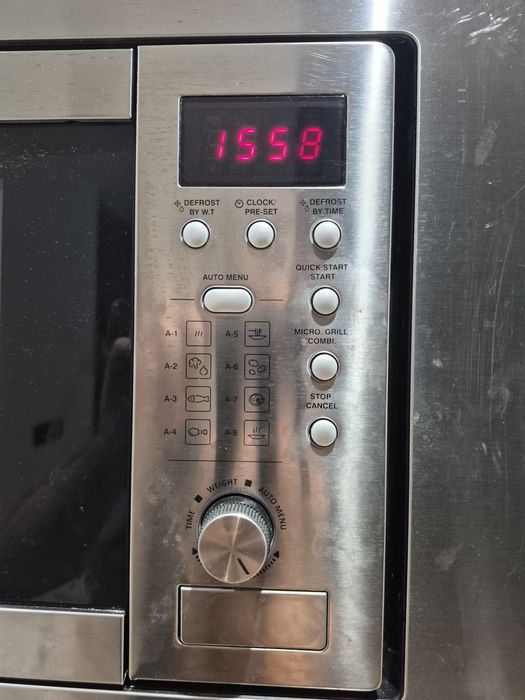 1558
DEFROST BY W.T
CLOCK/ PRE-SET
DEFROST BY TIME
QUICK START
START
AUTO MENU
MICRO. GRILL
COMBI.
STOP
CANCEL
A-1
A-5
A-2
A-6
A-3
A-7
A-4
A-8
TIME
WEIGHT
AUTO MENU